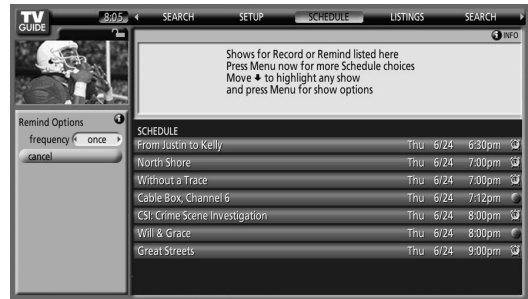 TV GUIDE
8:05 SEARCH SETUP SCHEDULE LISTINGS SEARCH
i INFO
Shows for Record or Remind listed here
Press Menu now for more Schedule choices
Move ↓ to highlight any show
and press Menu for show options
Remind Options i
frequency once
cancel
SCHEDULE
From Justin to Kelly Thu 6/24 6:30pm
North Shore Thu 6/24 7:00pm
Without a Trace Thu 6/24 7:00pm
Cable Box, Channel 6 Thu 6/24 7:12pm
CSI: Crime Scene Investigation Thu 6/24 8:00pm
Will & Grace Thu 6/24 8:00pm
Great Streets Thu 6/24 9:00pm